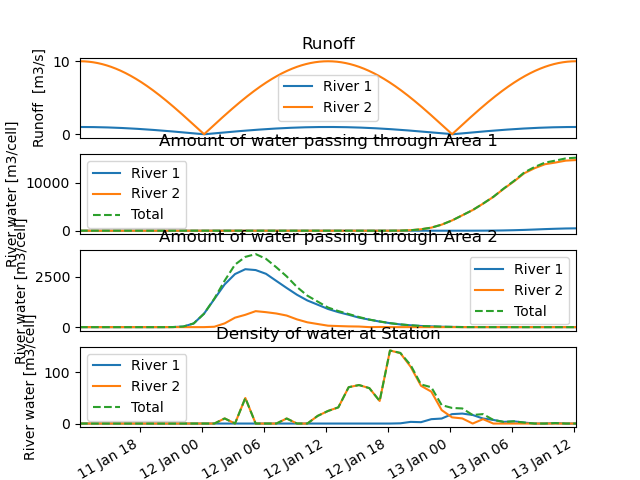 Runoff
Runoff  [m3/s]
10
0
River 1
River 2
Amount of water passing through Area 1
River water [m3/cell]
10000
0
River 1
River 2
Total
Amount of water passing through Area 2
River water [m3/cell]
2500
0
River 1
River 2
Total
Density of water at Station
River water [m3/cell]
100
0
River 1
River 2
Total
11 Jan 18
12 Jan 00
12 Jan 06
12 Jan 12
12 Jan 18
13 Jan 00
13 Jan 06
13 Jan 12